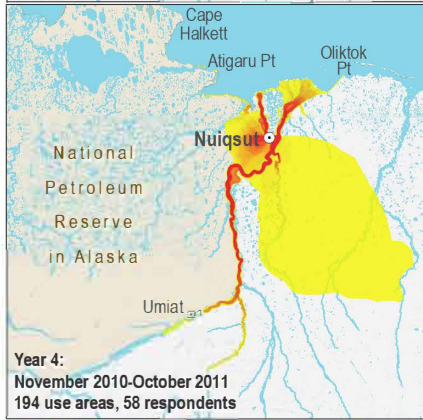 Cape
Halkett
Atigaru Pt
Oliktok
Pt
Nuiqsut
National
Petroleum
Reserve
in Alaska
Umiat
Year 4:
November 2010-October 2011
194 use areas, 58 respondents